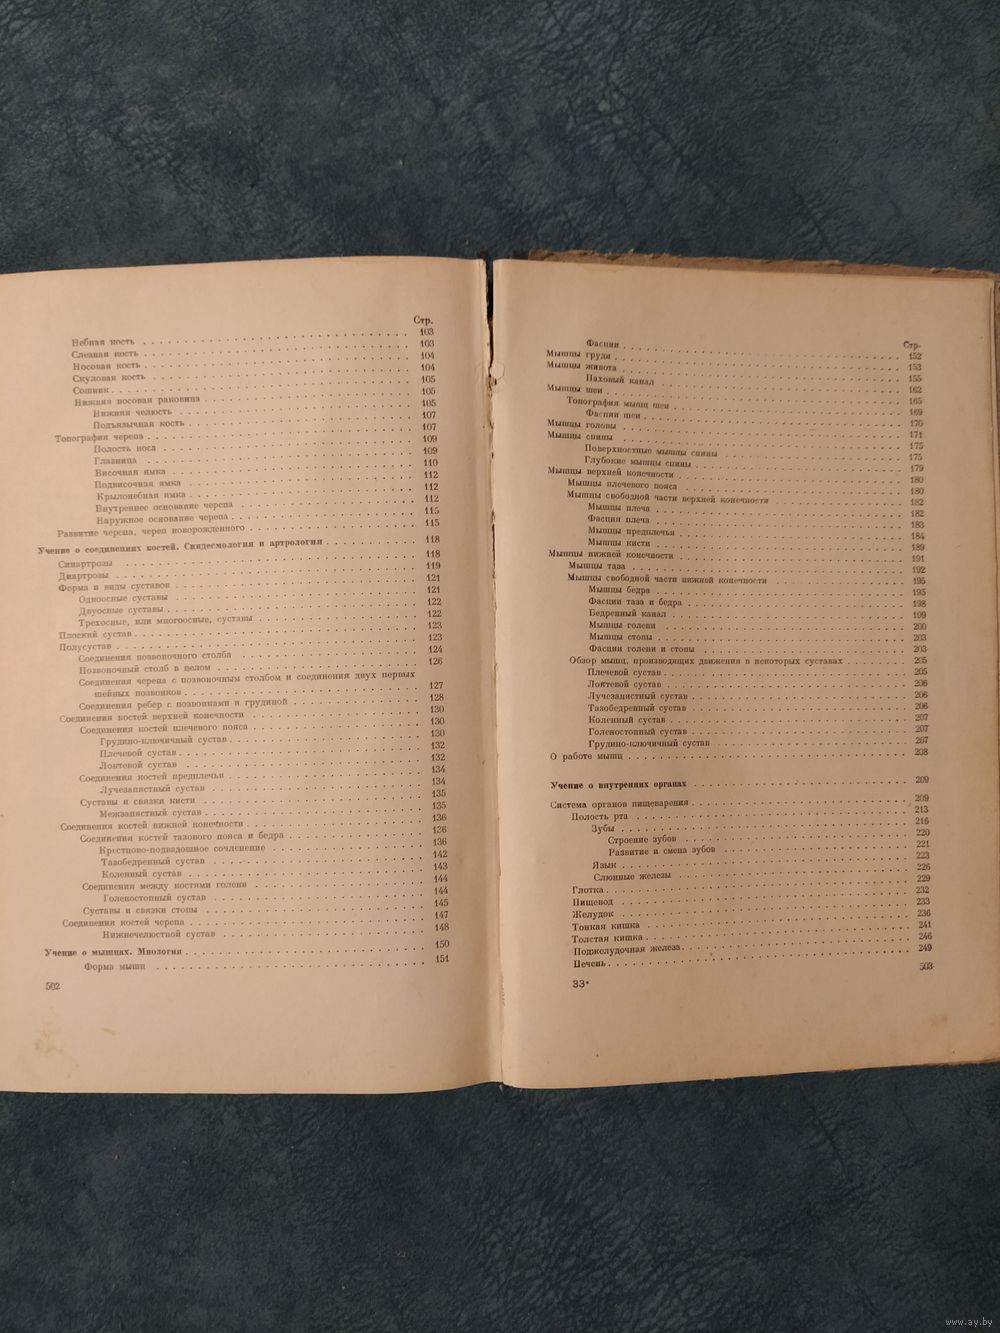 Стр.
Небная кость . . . 103
Слезная кость . . . 103
Носовая кость . . . 104
Скуловая кость . . . 104
Сошник . . . 105
Нижняя носовая раковина . . . 105
Нижняя челюсть . . . 105
Подъязычная кость . . . 107
Топография черепа . . . 107
Полость носа . . . 109
Глазница . . . 109
Височная ямка . . . 110
Подвисочная ямка . . . 112
Крылонебная ямка . . . 112
Внутреннее основание черепа . . . 112
Наружное основание черепа . . . 115
Развитие черепа, череп новорожденного . . . 115
Учение о соединениях костей. Синдесмология и артрология . . . 118
Синартрозы . . . 118
Диартрозы . . . 119
Форма и виды суставов . . . 121
Одноосные суставы . . . 121
Двуосные суставы . . . 122
Трехосные, или многоосные, суставы . . . 122
Плоский сустав . . . 123
Полусустав . . . 123
Соединения позвоночного столба . . . 124
Позвоночный столб в целом . . . 126
Соединения черепа с позвоночным столбом и соединения двух первых
шейных позвонков . . . 127
Соединения ребер с позвонками и грудиной . . . 128
Соединения костей верхней конечности . . . 130
Соединения костей плечевого пояса . . . 130
Грудино-ключичный сустав . . . 130
Плечевой сустав . . . 132
Локтевой сустав . . . 132
Соединения костей предплечья . . . 134
Лучезапястный сустав . . . 134
Суставы и связки кисти . . . 135
Межзапястный сустав . . . 135
Соединения костей нижней конечности . . . 136
Соединения костей тазового пояса и бедра . . . 126
Крестцово-подвздошное сочленение . . . 136
Тазобедренный сустав . . . 142
Коленный сустав . . . 143
Соединения между костями голени . . . 144
Голеностопный сустав . . . 144
Суставы и связки стопы . . . 145
Соединения костей черепа . . . 147
Нижнечелюстной сустав . . . 148
Учение о мышцах. Миология . . . 150
Форма мышц . . . 151
502
Стр.
Фасции . . . 152
Мышцы груди . . . 153
Мышцы живота . . . 155
Паховый канал . . . 162
Мышцы шеи . . . 165
Топография мышц шеи . . . 169
Фасции шеи . . . 170
Мышцы головы . . . 171
Мышцы спины . . . 175
Поверхностные мышцы спины . . . 175
Глубокие мышцы спины . . . 179
Мышцы верхней конечности . . . 180
Мышцы плечевого пояса . . . 180
Мышцы свободной части верхней конечности . . . 182
Мышцы плеча . . . 182
Фасция плеча . . . 183
Мышцы предплечья . . . 184
Мышцы кисти . . . 189
Мышцы нижней конечности . . . 191
Мышцы таза . . . 192
Мышцы свободной части нижней конечности . . . 195
Мышцы бедра . . . 195
Фасции таза и бедра . . . 198
Бедренный канал . . . 199
Мышцы голени . . . 200
Мышцы стопы . . . 203
Фасции голени и стопы . . . 203
Обзор мышц, производящих движения в некоторых суставах . . . 205
Плечевой сустав . . . 205
Локтевой сустав . . . 206
Лучезапястный сустав . . . 206
Тазобедренный сустав . . . 206
Коленный сустав . . . 207
Голеностопный сустав . . . 207
Грудино-ключичный сустав . . . 207
О работе мышц . . . 208
Учение о внутренних органах . . . 209
Система органов пищеварения . . . 209
Полость рта . . . 213
Зубы . . . 216
Строение зубов . . . 220
Развитие и смена зубов . . . 221
Язык . . . 223
Слюнные железы . . . 226
Глотка . . . 229
Пищевод . . . 232
Желудок . . . 233
Тонкая кишка . . . 236
Толстая кишка . . . 241
Поджелудочная железа . . . 246
Печень . . . 249
33*
503
www.ay.by